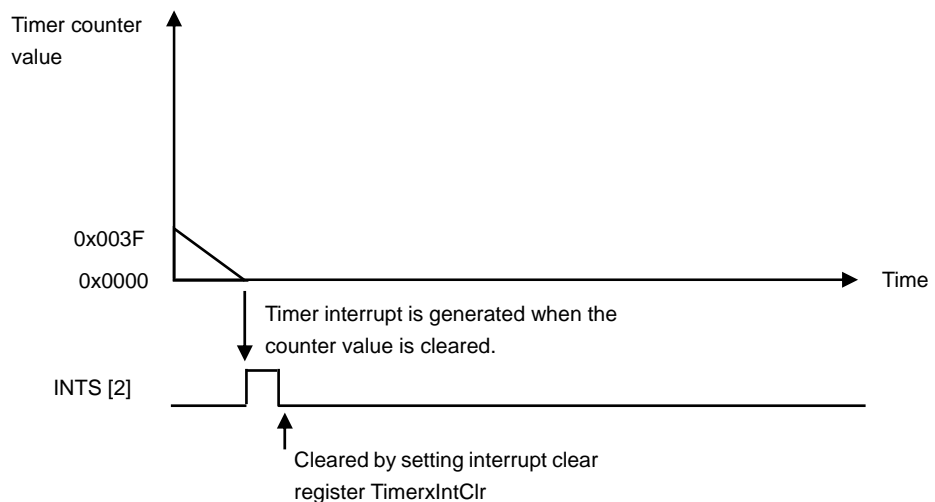 Timer counter
value
0x003F
0x0000
Time
Timer interrupt is generated when the
counter value is cleared.
INTS [2]
Cleared by setting interrupt clear
register TimerxIntClr